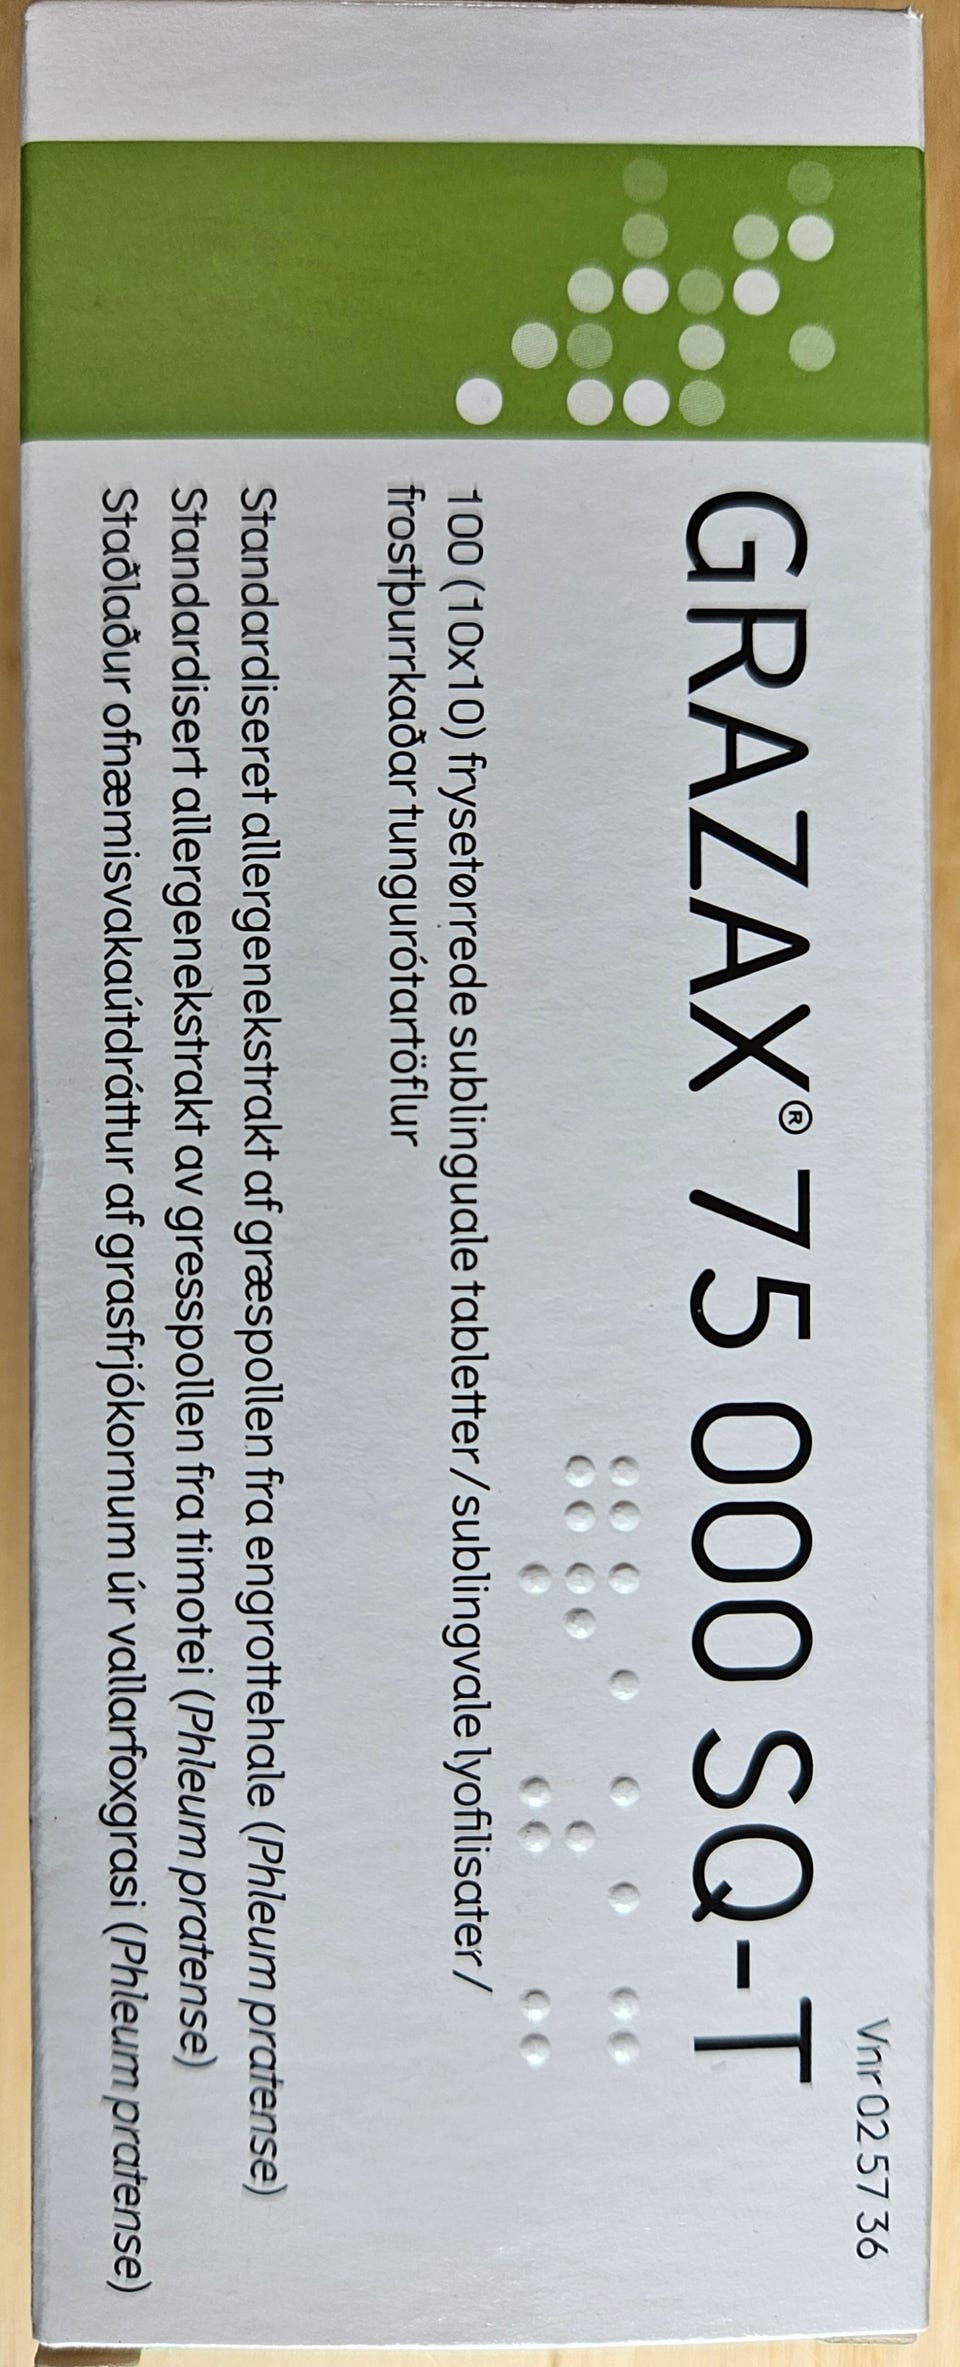 Vnr 02 57 36
GRAZAX® 75 000 SQ-T
100 (10x10) frysetørrede sublinguale tabletter/sublingvale lyofilisater/
frostþurrkaðar tungurótartöflur
Standardiseret allergenekstrakt af græspollen fra engrottehale (Phleum pratense)
Standardisert allergenekstrakt av gresspollen fra timotei (Phleum pratense)
Staðlaður ofnæmisvakaútdráttur af grasfrjókornum úr vallarfoxgrasi (Phleum pratense)